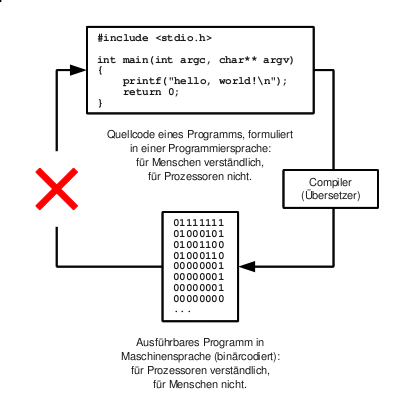 #include <stdio.h>
int main(int argc, char** argv)
{
    printf("hello, world!\n");
    return 0;
}
Quellcode eines Programms, formuliert
in einer Programmiersprache:
für Menschen verständlich,
für Prozessoren nicht.
Compiler
(Übersetzer)
01111111
01000101
01001100
01000110
00000001
00000001
00000001
00000000
...
Ausführbares Programm in
Maschinensprache (binärcodiert):
für Prozessoren verständlich,
für Menschen nicht.